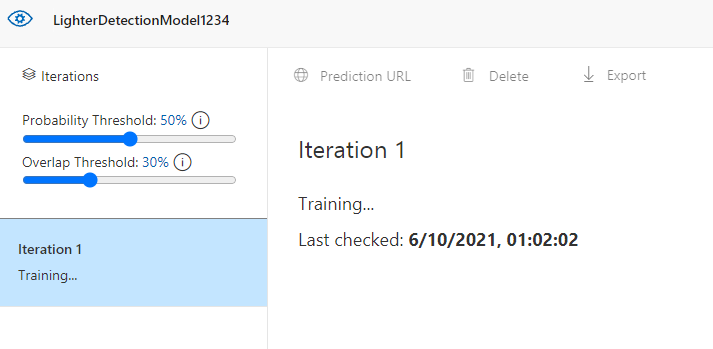 LighterDetectionModel1234
Iterations
Probability Threshold: 50%
Overlap Threshold: 30%
Iteration 1
Training...
Prediction URL
Delete
Export
Iteration 1
Training...
Last checked: 6/10/2021, 01:02:02